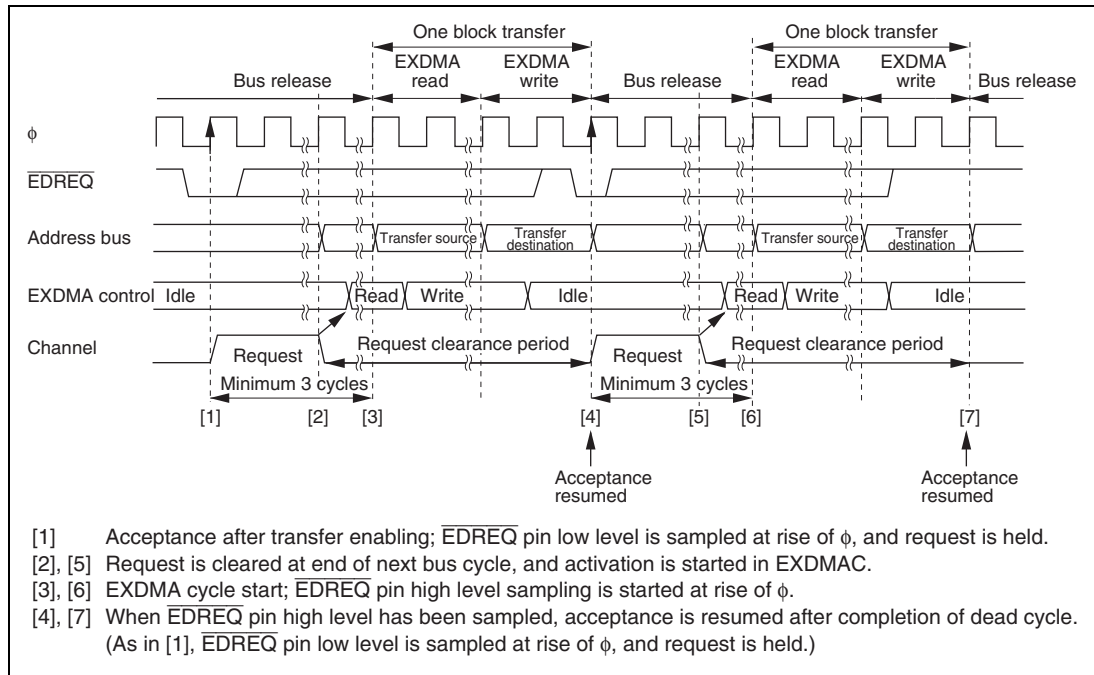 One block transfer One block transfer
EXDMA read EXDMA write EXDMA read EXDMA write
Bus release Bus release Bus release
ϕ
EDREQ
Address bus Transfer source Transfer destination Transfer source Transfer destination
EXDMA control Idle Read Write Idle Read Write Idle
Channel Request Request clearance period Request Request clearance period
Minimum 3 cycles Minimum 3 cycles
[1] [2] [3] [4] [5] [6] [7]
Acceptance resumed Acceptance resumed
[1] Acceptance after transfer enabling; EDREQ pin low level is sampled at rise of ϕ, and request is held.
[2], [5] Request is cleared at end of next bus cycle, and activation is started in EXDMAC.
[3], [6] EXDMA cycle start; EDREQ pin high level sampling is started at rise of ϕ.
[4], [7] When EDREQ pin high level has been sampled, acceptance is resumed after completion of dead cycle.
(As in [1], EDREQ pin low level is sampled at rise of ϕ, and request is held.)